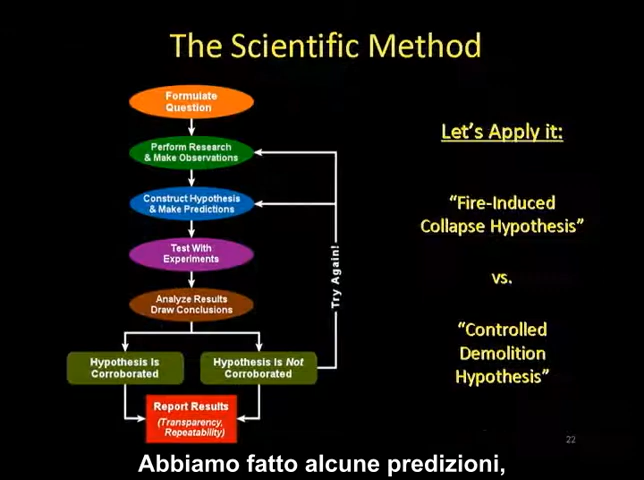 The Scientific Method
Formulate
Question
Perform Research
& Make Observations
Construct Hypothesis
& Make Predictions
Test With
Experiments
Analyze Results
Draw Conclusions
Hypothesis Is
Corroborated
Hypothesis Is Not
Corroborated
Try Again!
Report Results
(Transparency,
Repeatability)
Let's Apply it:
“Fire-Induced
Collapse Hypothesis”
vs.
“Controlled
Demolition
Hypothesis”
22
Abbiamo fatto alcune predizioni,